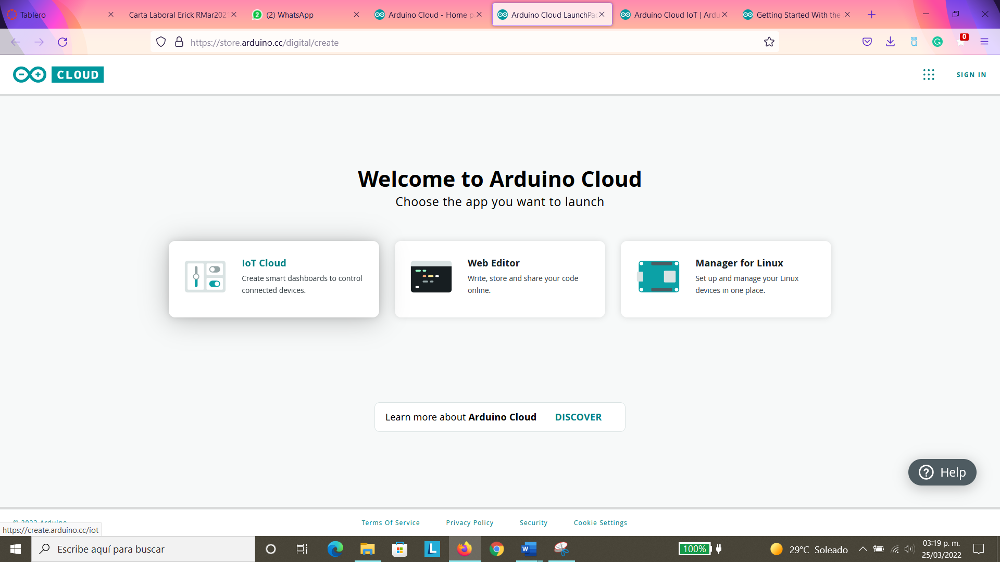 Tablero
Carta Laboral Erick RMar2021
(2) WhatsApp
Arduino Cloud - Home p
Arduino Cloud LaunchPad
Arduino Cloud IoT | Ardu
Getting Started With the
https://store.arduino.cc/digital/create
0
CLOUD
SIGN IN
Welcome to Arduino Cloud
Choose the app you want to launch
IoT Cloud
Create smart dashboards to control
connected devices.
Web Editor
Write, store and share your code
online.
Manager for Linux
Set up and manage your Linux
devices in one place.
Learn more about Arduino Cloud DISCOVER
Help
© 2022 Arduino
Terms Of Service
Privacy Policy
Security
Cookie Settings
https://create.arduino.cc/iot
Escribe aquí para buscar
100%
29°C Soleado
03:19 p. m.
25/03/2022